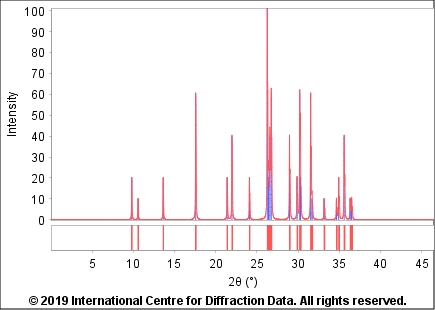 100
90
80
70
60
50
40
30
20
10
0
Intensity
5 10 15 20 25 30 35 40 45
2θ (°)
© 2019 International Centre for Diffraction Data. All rights reserved.